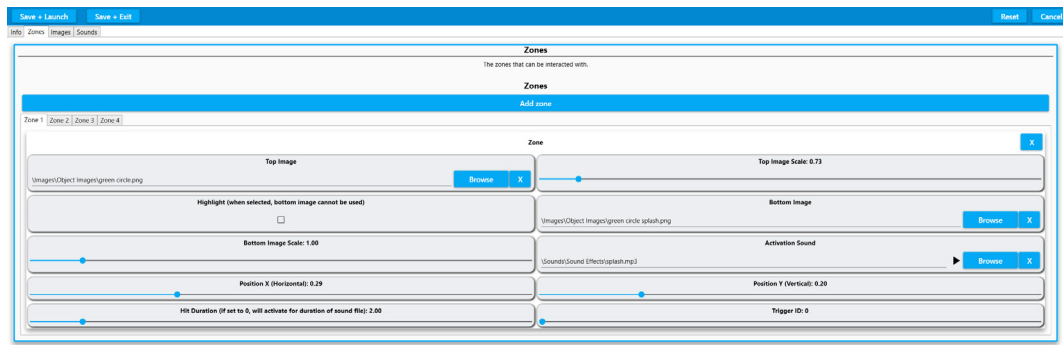 Save + Launch Save + Exit Reset Cancel
Info Zones Images Sounds
Zones
The zones that can be interacted with.
Zones
Add zone
Zone 1 Zone 2 Zone 3 Zone 4
Zone X
Top Image Top Image Scale: 0.73
\Images\Object Images\green circle.png Browse X
Highlight (when selected, bottom image cannot be used) Bottom Image
\Images\Object Images\green circle splash.png Browse X
Bottom Image Scale: 1.00 Activation Sound
\Sounds\Sound Effects\splash.mp3 Browse X
Position X (Horizontal): 0.29 Position Y (Vertical): 0.20
Hit Duration (if set to 0, will activate for duration of sound file): 2.00 Trigger ID: 0